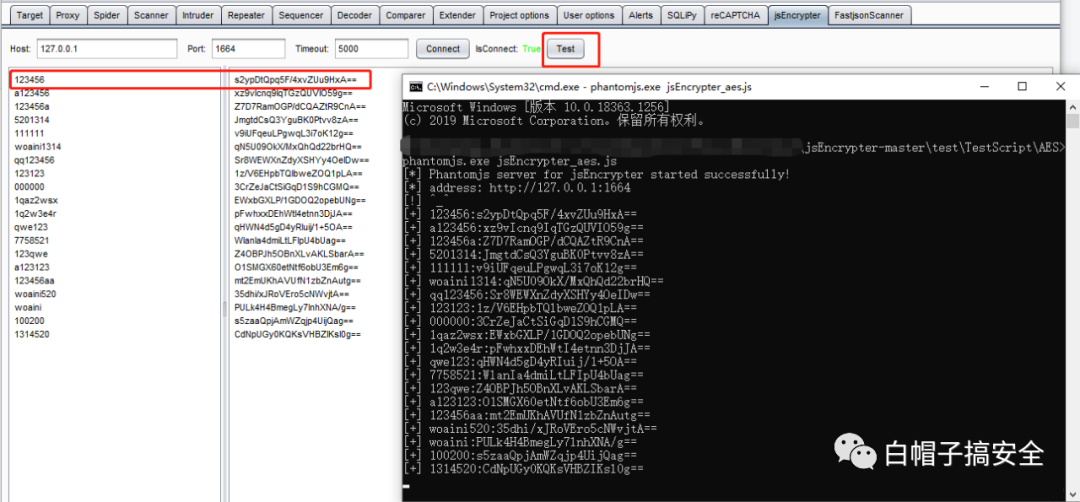 Target Proxy Spider Scanner Intruder Repeater Sequencer Decoder Comparer Extender Project options User options Alerts SQLiPy reCAPTCHA jsEncrypter FastjsonScanner
Host: 127.0.0.1 Port: 1664 Timeout: 5000 Connect IsConnect: True Test
123456 s2ypDtQpq5F/4xvZUu9HxA==
a123456 xz9vIcnq9IqTGzQUVIO59g==
123456a Z7D7RamOGP/dCQAZtR9CnA==
5201314 JmgtdCsQ3YguBK0Ptvv8zA==
111111 v9iUFqeuLPgwqL3i7oK12g==
woaini1314 qN5U09OkX/MxQhQd22brHQ==
qq123456 Sr8WEWXnZdyXSHYy4OeIDw==
123123 1z/V6EHpbTQlbweZOQ1pLA==
000000 3CrZeJaCtSiGqD1S9hCGMQ==
1qaz2wsx EWxbGXLP/1GDOQ2opebUNg==
1q2w3e4r pFwhxxDEhWtI4etnn3DjJA==
qwe123 qHWN4d5gD4yRIuij/1+5OA==
7758521 WlanIa4dmiLtLFIpU4bUag==
123qwe Z4OBPJh5OBnXLvAKLSbarA==
a123123 O1SMGX60etNtf6obU3Em6g==
123456aa mt2EmUKhAVUfN1zbZnAutg==
woaini520 35dhi/xJRoVEro5cNWvjtA==
woaini PULk4H4BmegLy7lnhXNA/g==
100200 s5zaaQpjAmWZqjp4UijQag==
1314520 CdNpUGy0KQKsVHBZIKsl0g==
C:\Windows\System32\cmd.exe - phantomjs.exe jsEncrypter_aes.js
Microsoft Windows [版本 10.0.18363.1256]
(c) 2019 Microsoft Corporation。保留所有权利。
\jsEncrypter-master\test\TestScript\AES>
phantomjs.exe jsEncrypter_aes.js
[*] Phantomjs server for jsEncrypter started successfully!
[*] address: http://127.0.0.1:1664
[!] ^_^
[+] 123456:s2ypDtQpq5F/4xvZUu9HxA==
[+] a123456:xz9vIcnq9IqTGzQUVIO59g==
[+] 123456a:Z7D7RamOGP/dCQAZtR9CnA==
[+] 5201314:JmgtdCsQ3YguBK0Ptvv8zA==
[+] 111111:v9iUFqeuLPgwqL3i7oK12g==
[+] woaini1314:qN5U09OkX/MxQhQd22brHQ==
[+] qq123456:Sr8WEWXnZdyXSHYy4OeIDw==
[+] 123123:1z/V6EHpbTQlbweZOQ1pLA==
[+] 000000:3CrZeJaCtSiGqD1S9hCGMQ==
[+] 1qaz2wsx:EWxbGXLP/1GDOQ2opebUNg==
[+] 1q2w3e4r:pFwhxxDEhWtI4etnn3DjJA==
[+] qwe123:qHWN4d5gD4yRIuij/1+5OA==
[+] 7758521:WlanIa4dmiLtLFIpU4bUag==
[+] 123qwe:Z4OBPJh5OBnXLvAKLSbarA==
[+] a123123:O1SMGX60etNtf6obU3Em6g==
[+] 123456aa:mt2EmUKhAVUfN1zbZnAutg==
[+] woaini520:35dhi/xJRoVEro5cNWvjtA==
[+] woaini:PULk4H4BmegLy7lnhXNA/g==
[+] 100200:s5zaaQpjAmWZqjp4UijQag==
[+] 1314520:CdNpUGy0KQKsVHBZIKsl0g==
白帽子搞安全